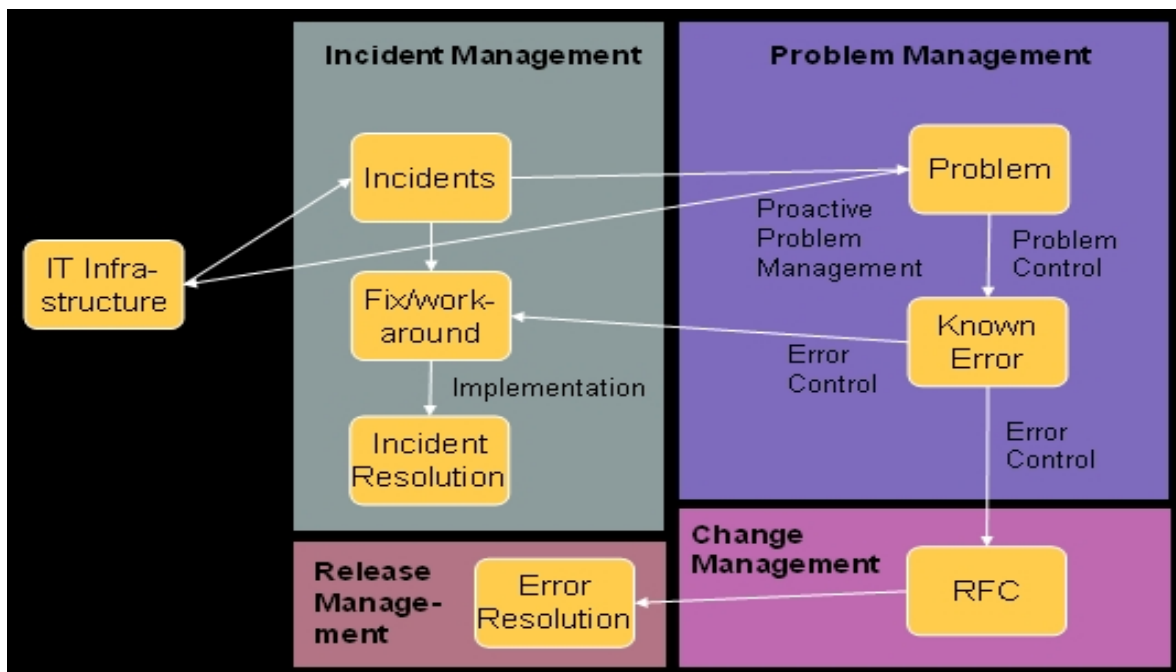 Incident Management
Problem Management
Incidents
Problem
Proactive
Problem
Management
Problem
Control
IT Infra-
structure
Fix/work-
around
Known
Error
Error
Control
Implementation
Incident
Resolution
Error
Control
Release
Manage-
ment
Error
Resolution
Change
Management
RFC